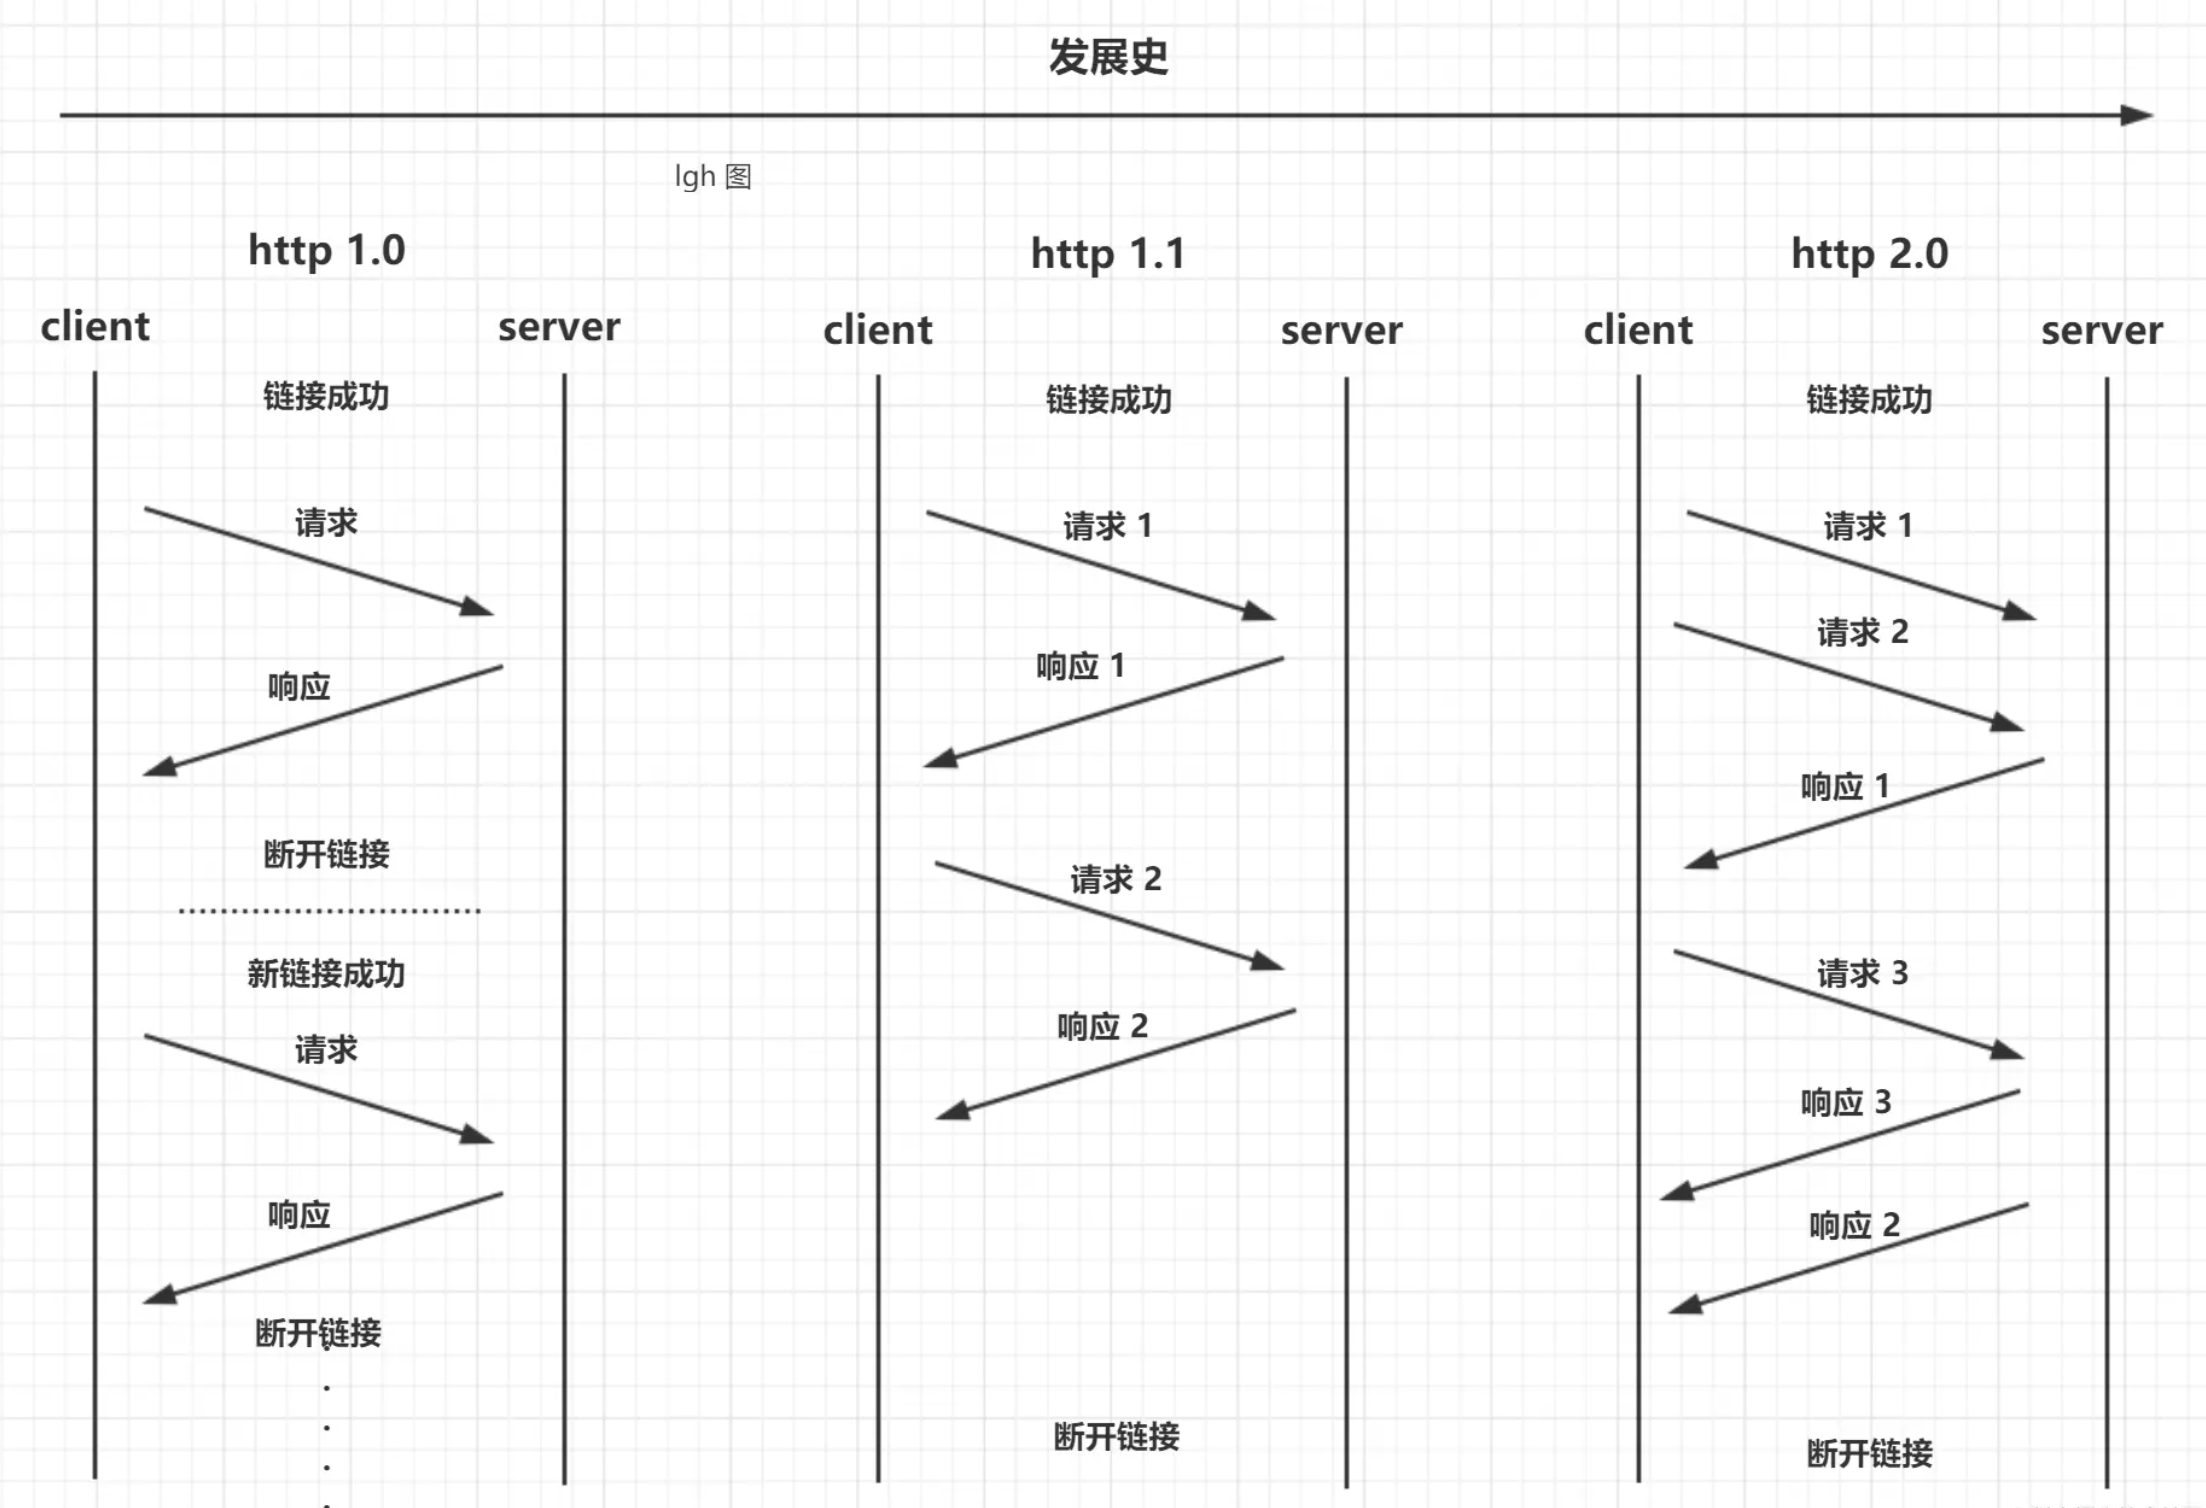 发展史
lgh 图
http 1.0
client
server
链接成功
请求
响应
断开链接
新链接成功
请求
响应
断开链接
http 1.1
client
server
链接成功
请求 1
响应 1
请求 2
响应 2
断开链接
http 2.0
client
server
链接成功
请求 1
请求 2
响应 1
请求 3
响应 3
响应 2
断开链接